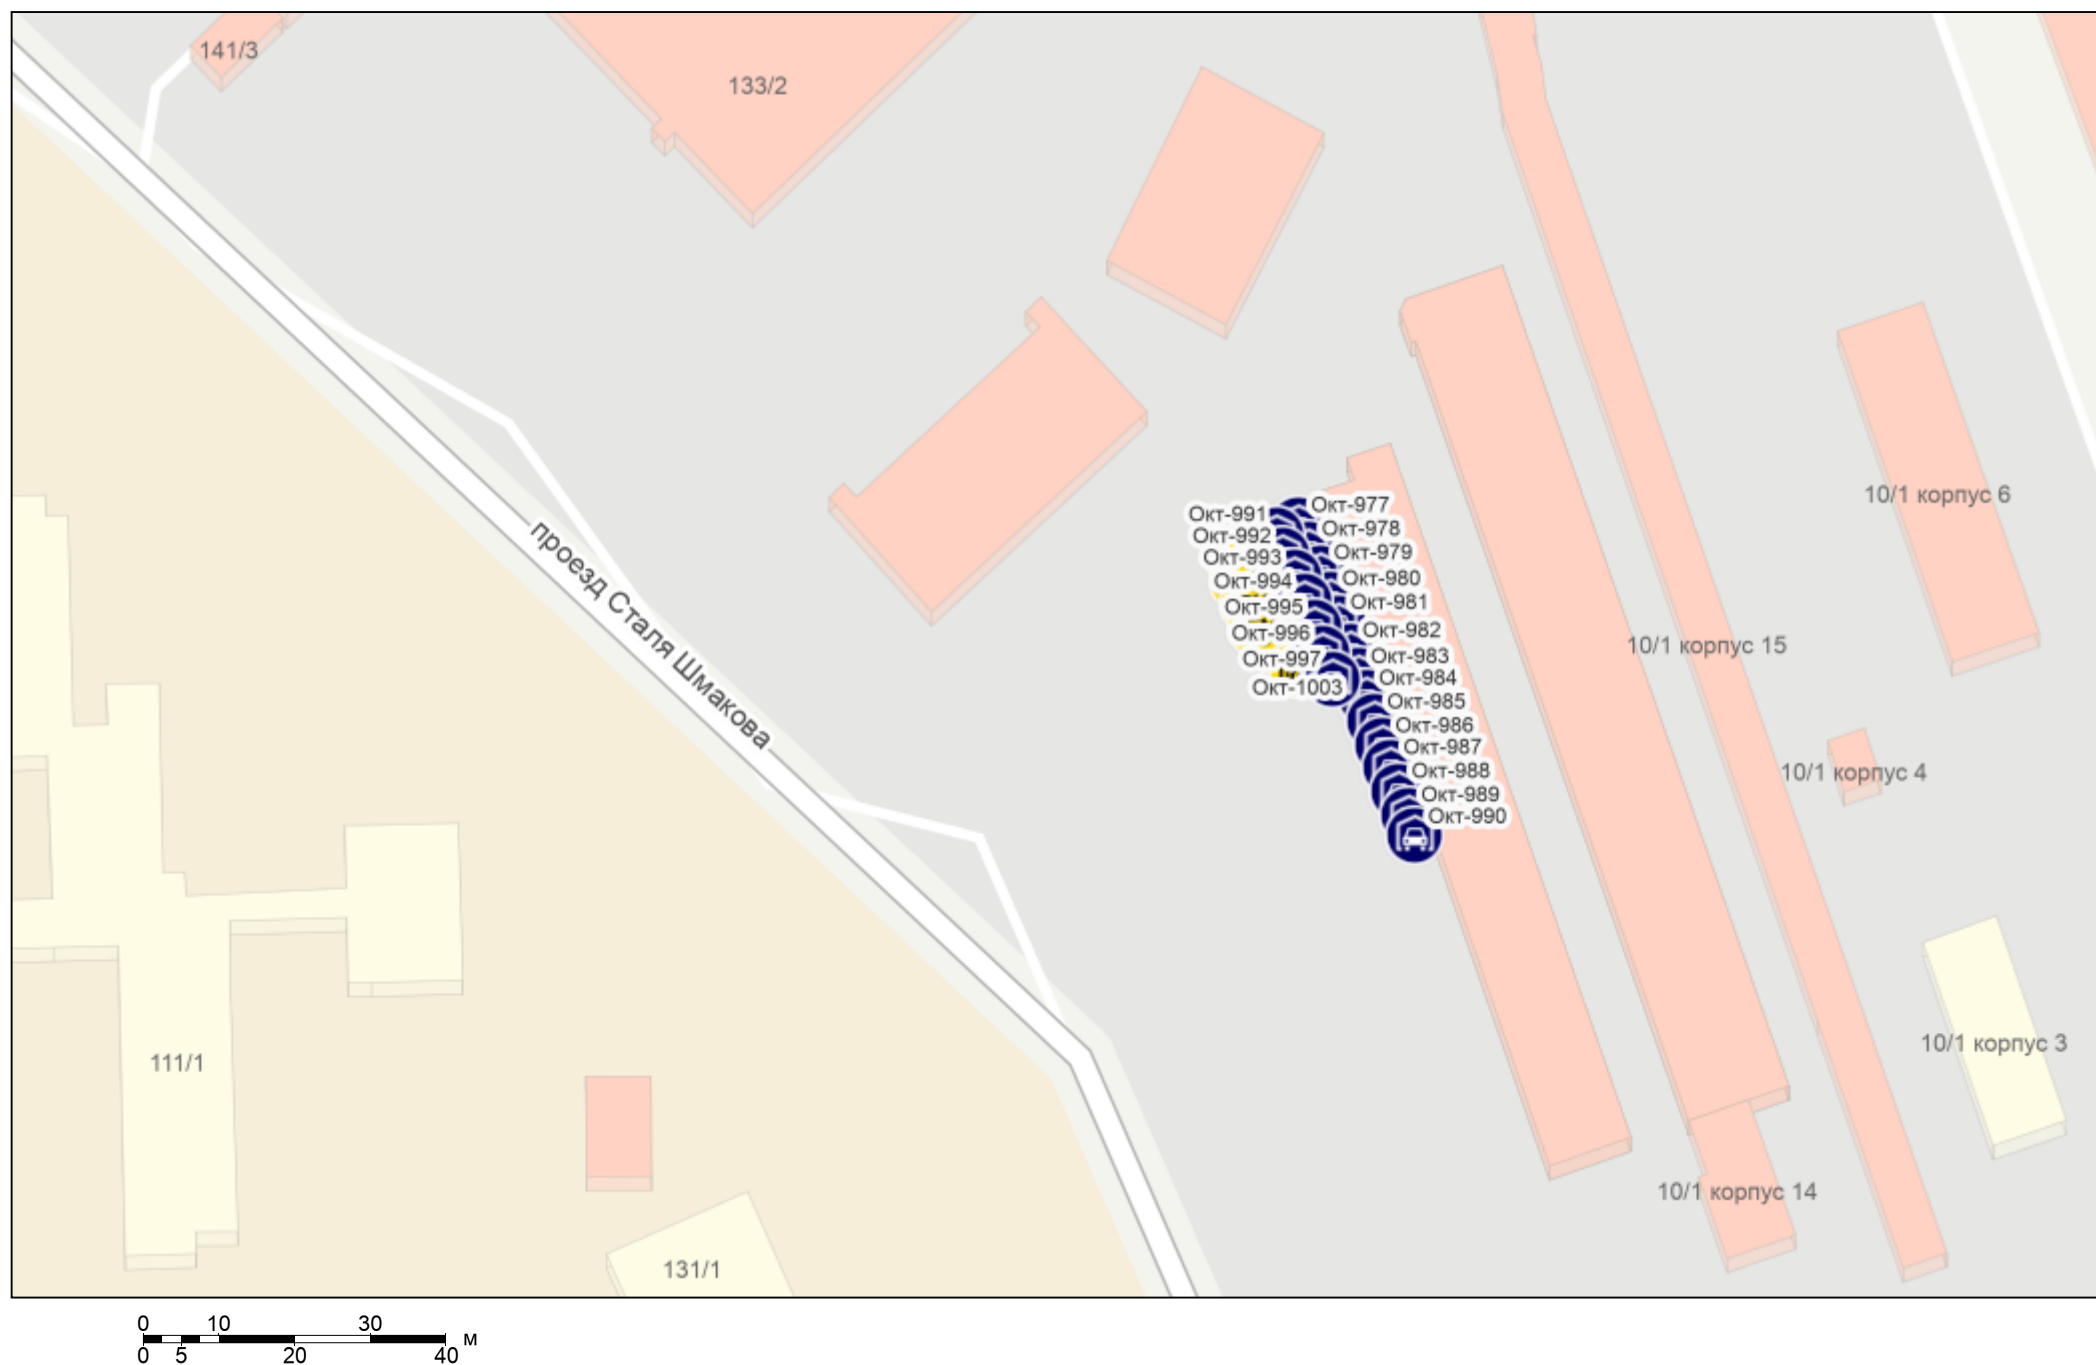 141/3
133/2
10/1 корпус 6
Окт-977
Окт-991
Окт-978
Окт-992
Окт-979
Окт-993
Окт-980
Окт-994
Окт-981
Окт-995
Окт-982
Окт-996
Окт-983
Окт-997
Окт-984
Окт-1003
Окт-985
Окт-986
Окт-987
Окт-988
Окт-989
Окт-990
проезд Сталя Шмакова
10/1 корпус 15
10/1 корпус 4
10/1 корпус 3
111/1
10/1 корпус 14
131/1
0 10 30
м
0 5 20 40